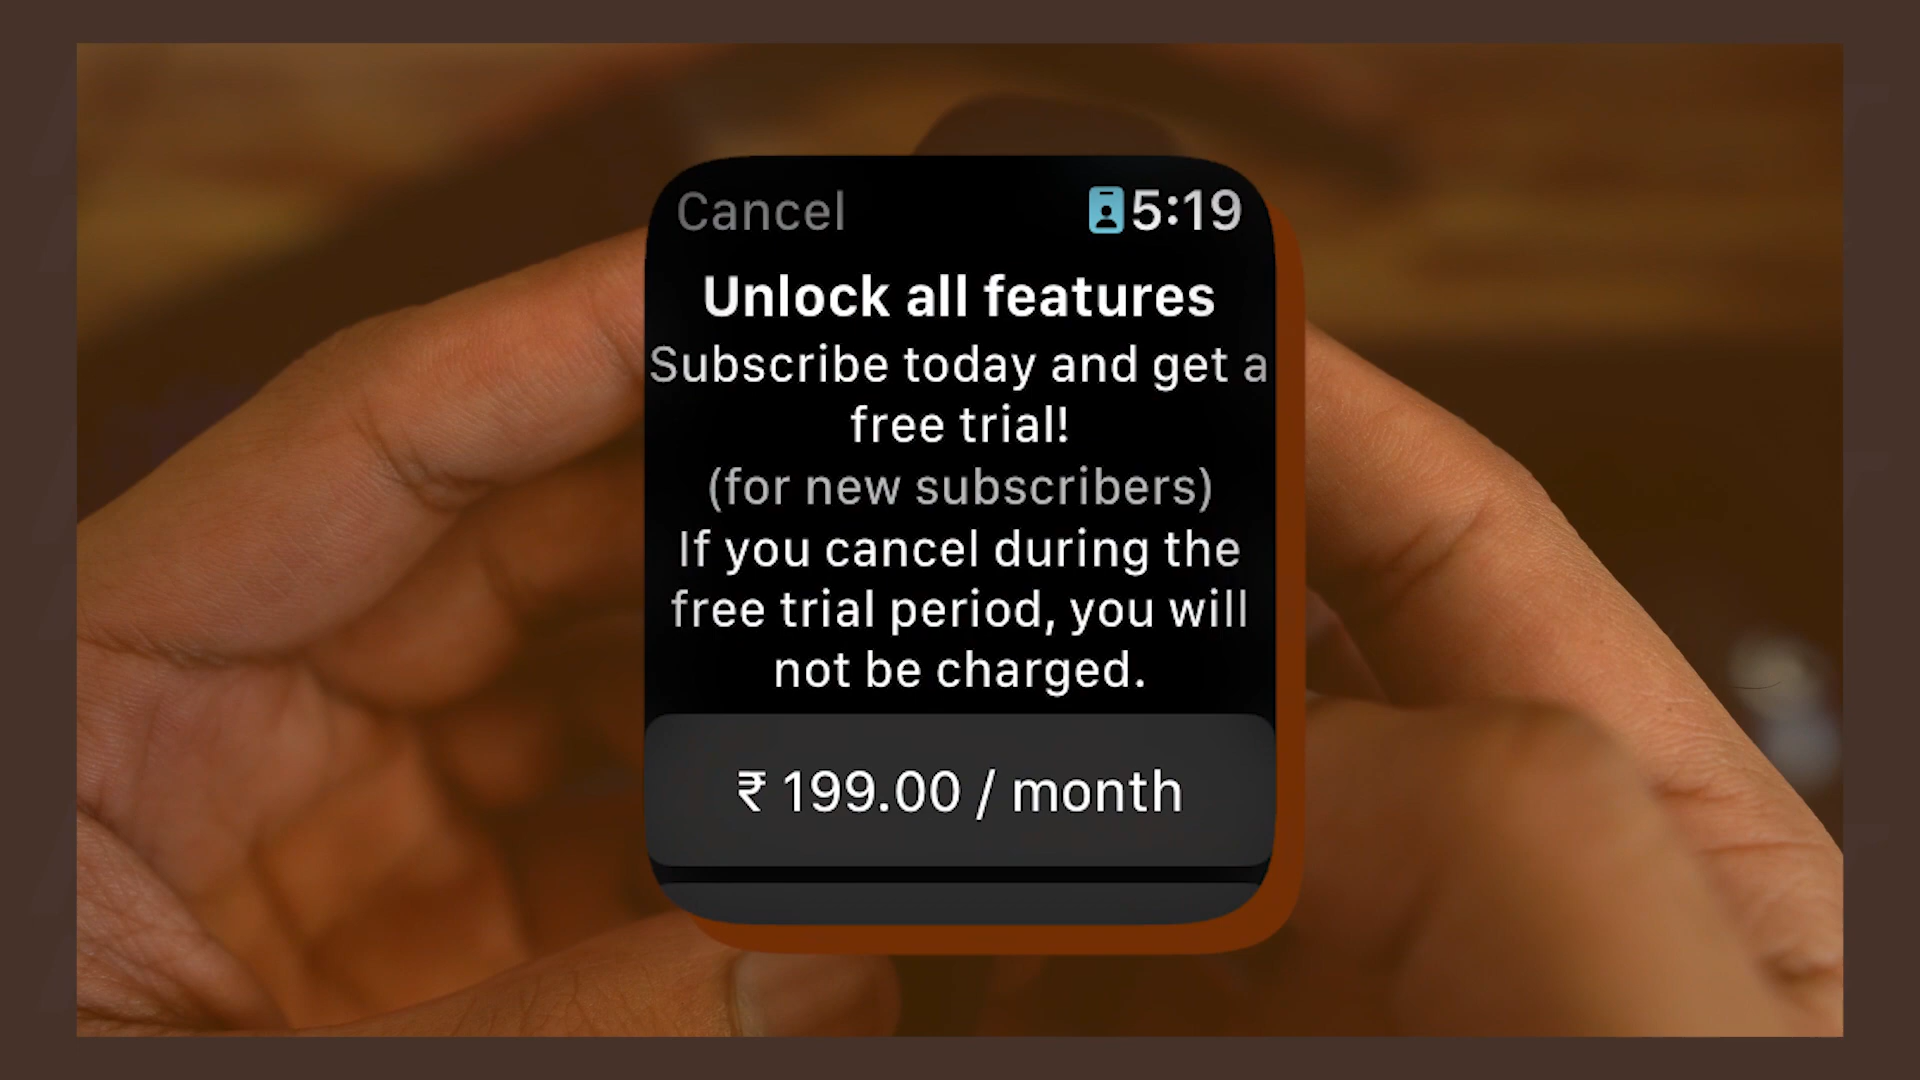 Cancel 5:19
Unlock all features
Subscribe today and get a
free trial!
(for new subscribers)
If you cancel during the
free trial period, you will
not be charged.
₹ 199.00 / month